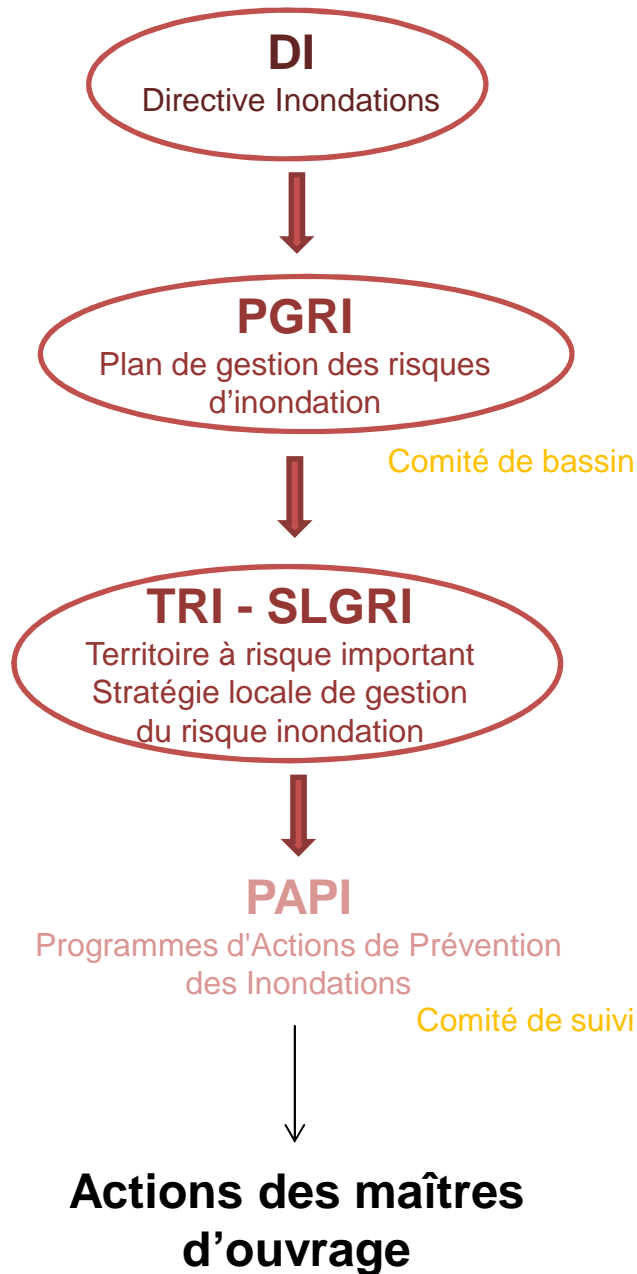 DI
Directive Inondations
PGRI
Plan de gestion des risques
d’inondation
Comité de bassin
TRI - SLGRI
Territoire à risque important
Stratégie locale de gestion
du risque inondation
PAPI
Programmes d'Actions de Prévention
des Inondations
Comité de suivi
Actions des maîtres
d’ouvrage